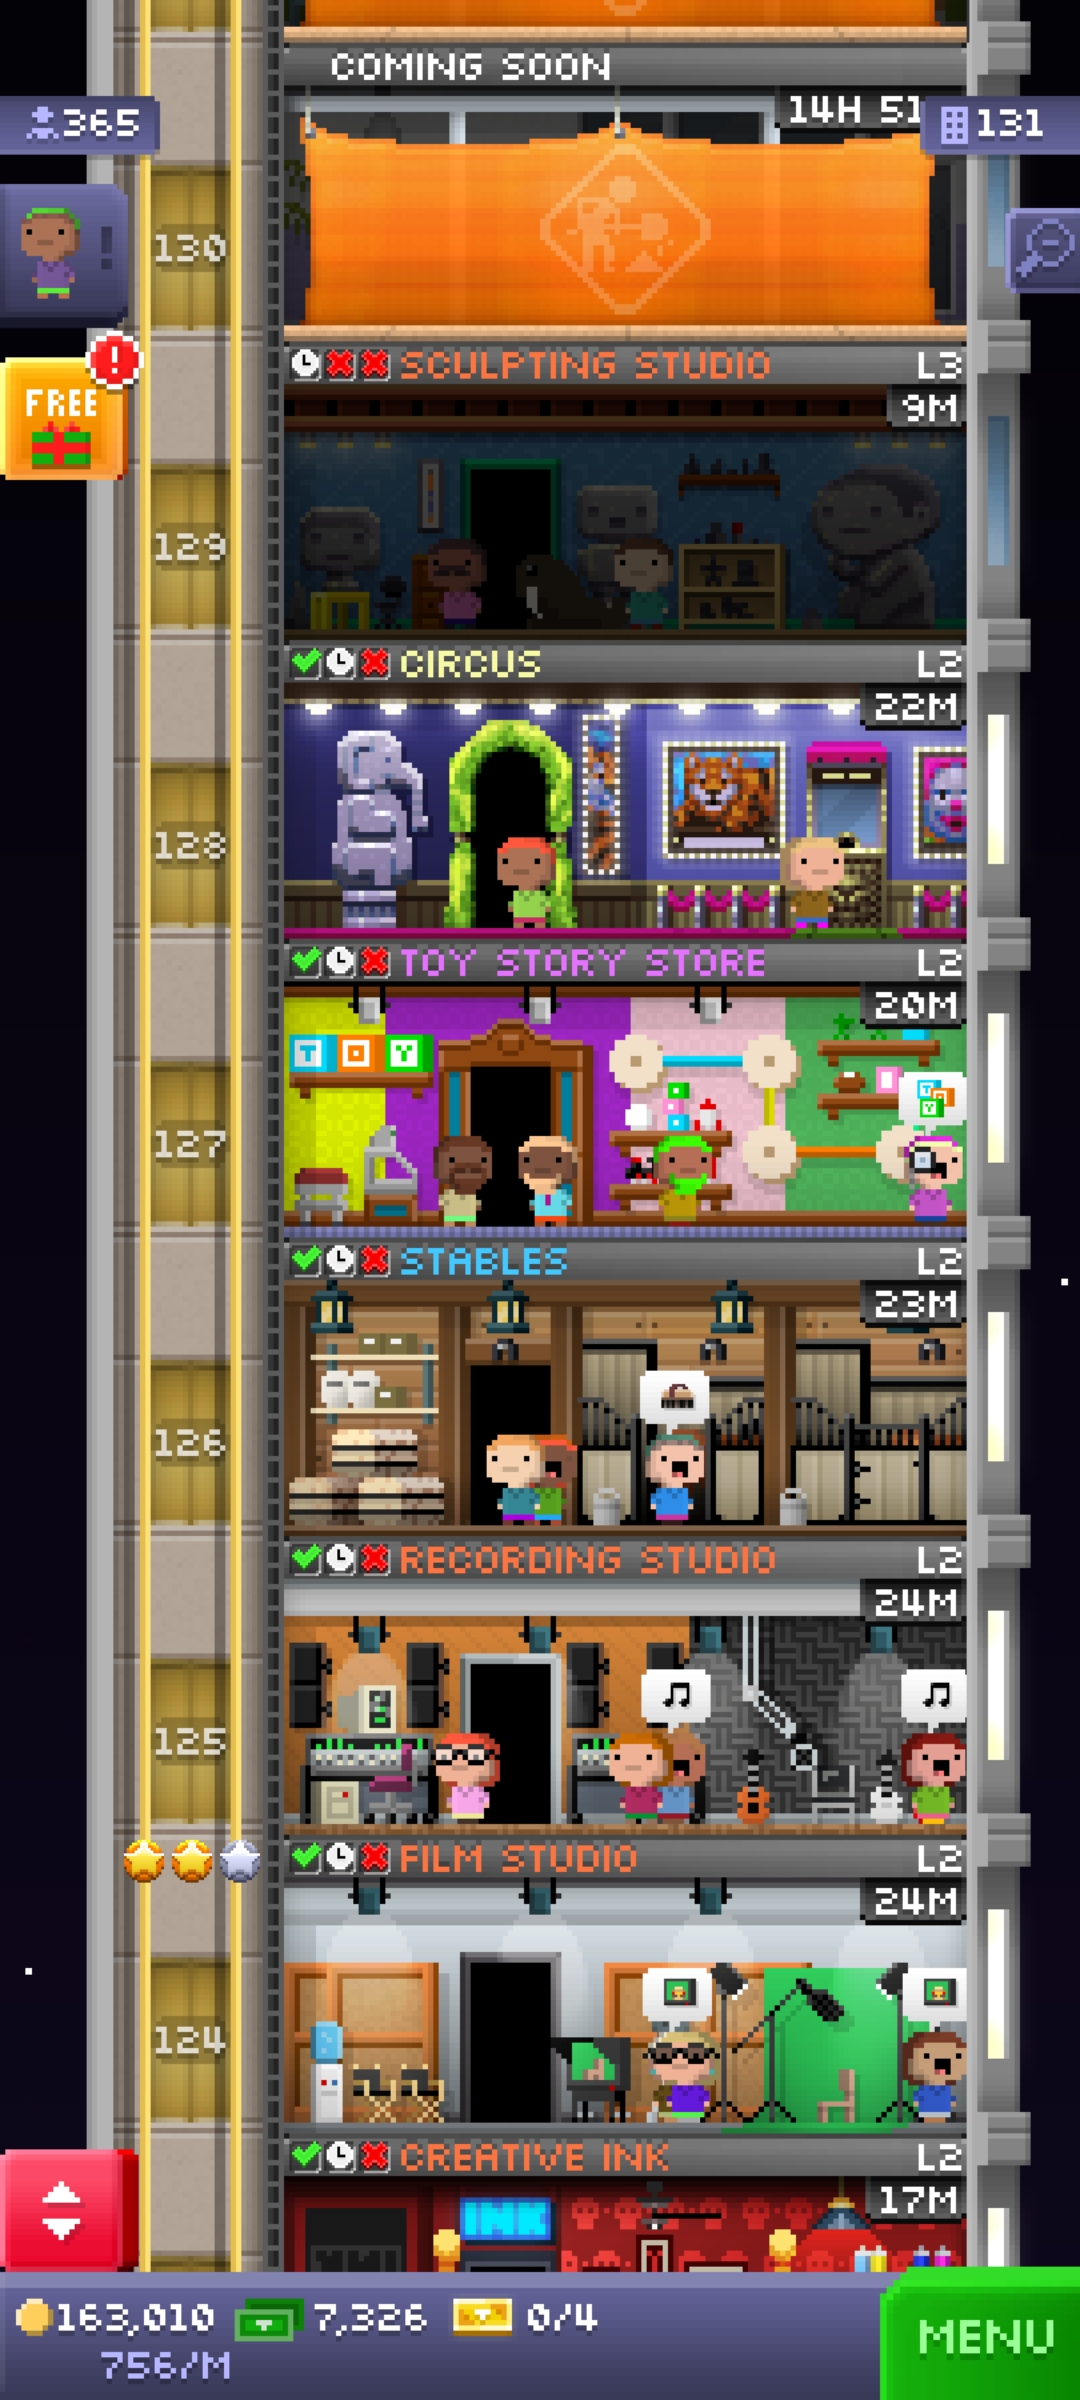 COMING SOON
14H 51
365
131
130
FREE
SCULPTING STUDIO L3
9M
129
CIRCUS L2
22M
128
TOY STORY STORE L2
20M
TOY
127
STABLES L2
23M
126
RECORDING STUDIO L2
24M
125
FILM STUDIO L2
24M
124
CREATIVE INK L2
17M
INK
163,010 7,326 0/4
756/M
MENU